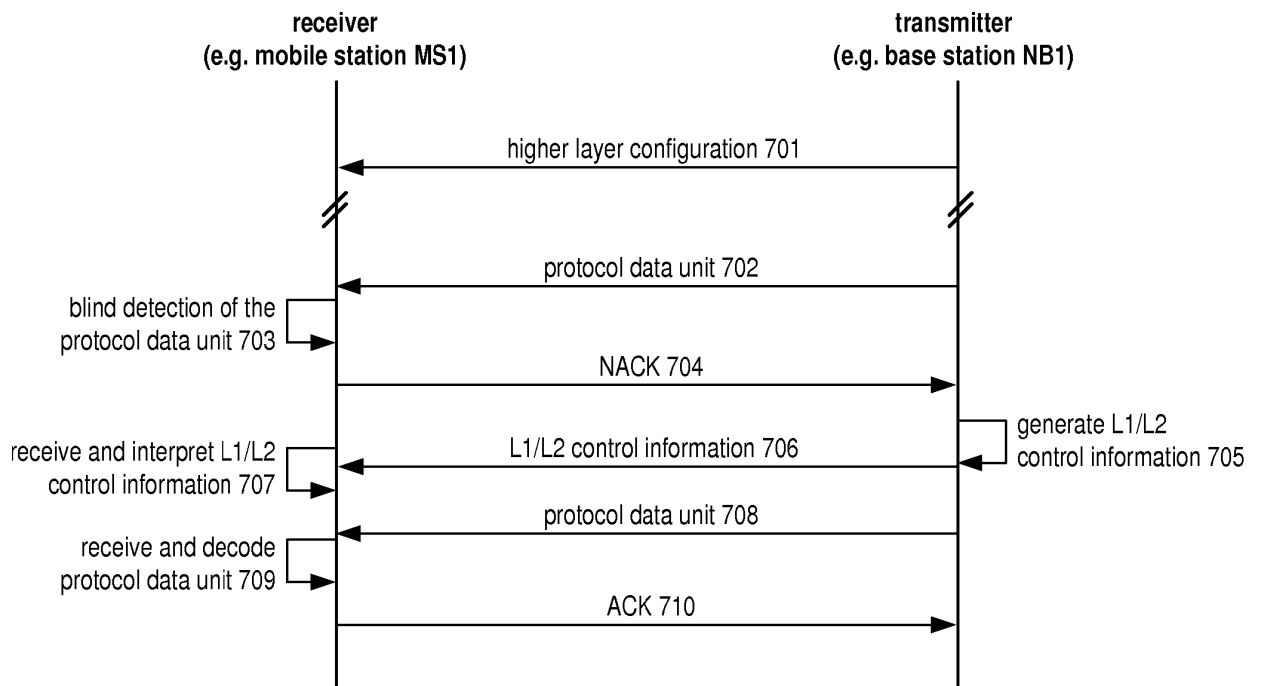 receiver
(e.g. mobile station MS1)
transmitter
(e.g. base station NB1)
higher layer configuration 701
protocol data unit 702
blind detection of the
protocol data unit 703
NACK 704
generate L1/L2
control information 705
L1/L2 control information 706
receive and interpret L1/L2
control information 707
protocol data unit 708
receive and decode
protocol data unit 709
ACK 710